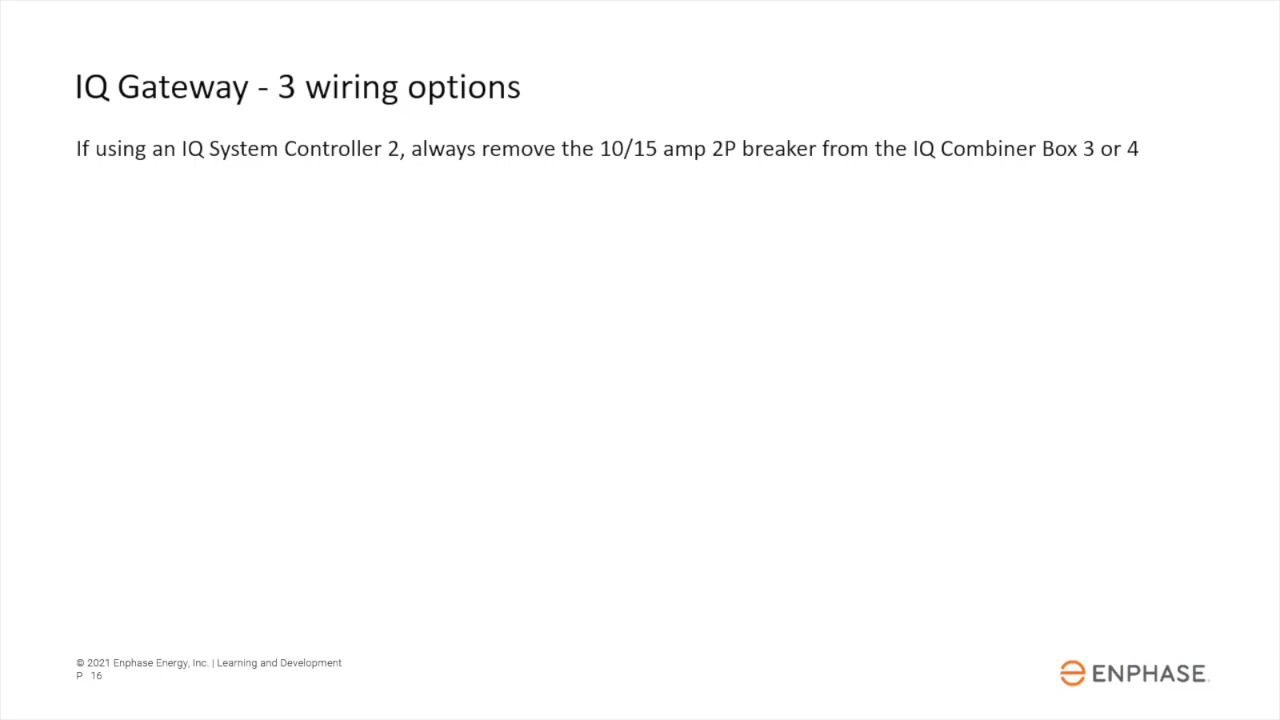 IQ Gateway - 3 wiring options
If using an IQ System Controller 2, always remove the 10/15 amp 2P breaker from the IQ Combiner Box 3 or 4
© 2021 Enphase Energy, Inc. | Learning and Development
P 16
ENPHASE